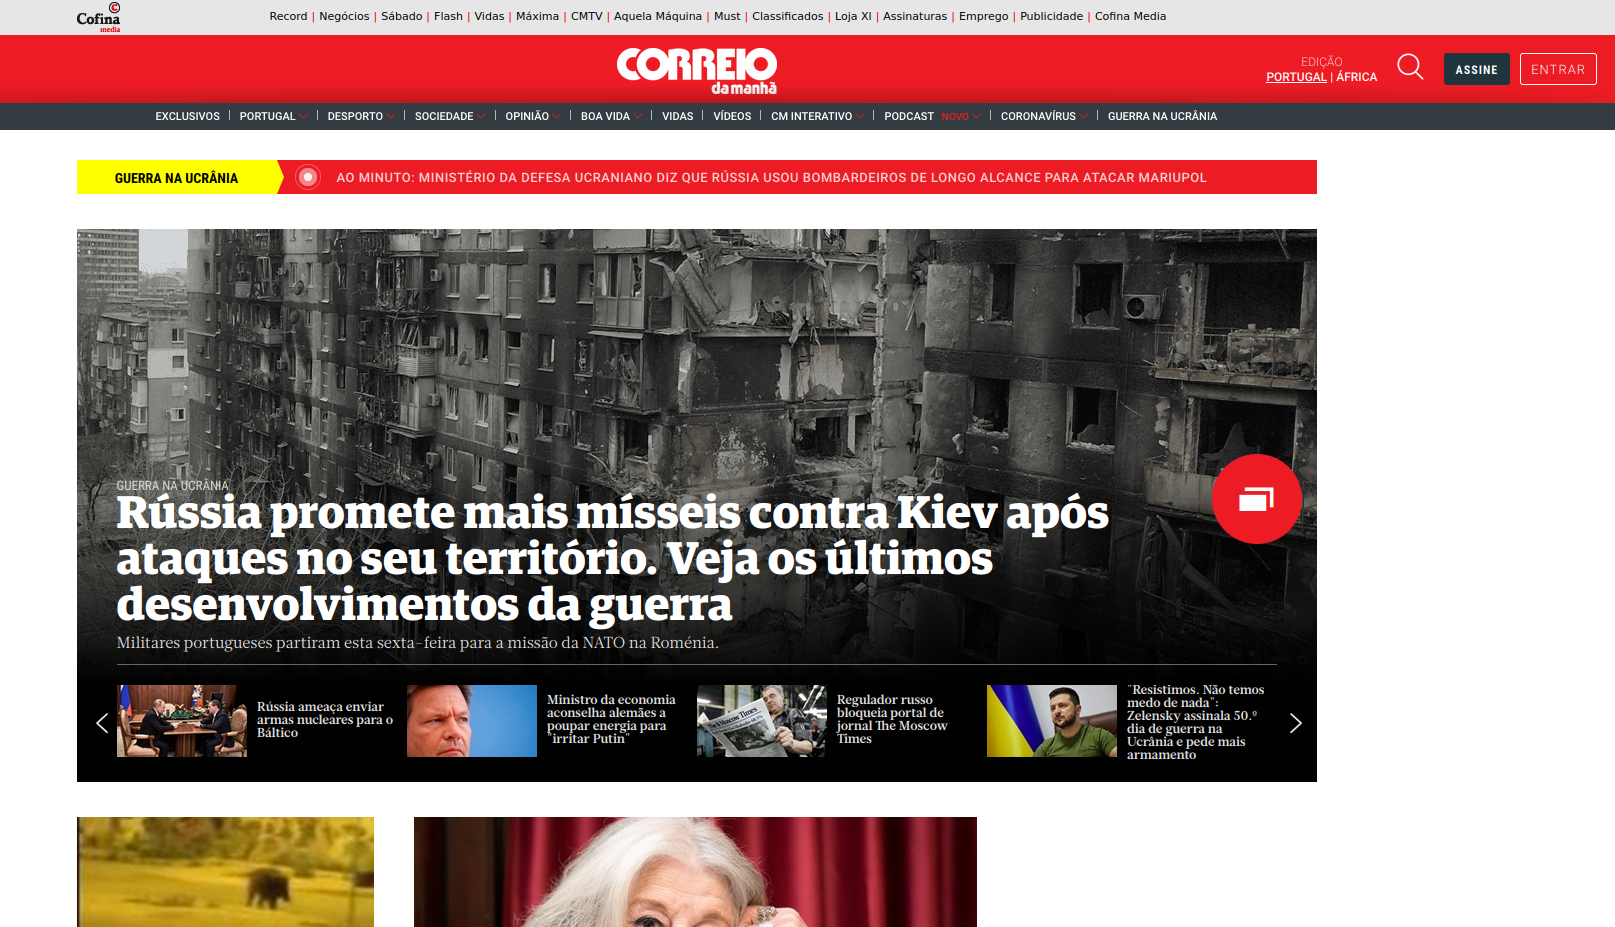 Cofina
media
Record | Negócios | Sábado | Flash | Vidas | Máxima | CMTV | Aquela Máquina | Must | Classificados | Loja XI | Assinaturas | Emprego | Publicidade | Cofina Media
CORREIO
da manhã
EDIÇÃO
PORTUGAL | ÁFRICA
ASSINE
ENTRAR
EXCLUSIVOS | PORTUGAL | DESPORTO | SOCIEDADE | OPINIÃO | BOA VIDA | VIDAS | VÍDEOS | CM INTERATIVO | PODCAST NOVO | CORONAVÍRUS | GUERRA NA UCRÂNIA
GUERRA NA UCRÂNIA
AO MINUTO: MINISTÉRIO DA DEFESA UCRANIANO DIZ QUE RÚSSIA USOU BOMBARDEIROS DE LONGO ALCANCE PARA ATACAR MARIUPOL
GUERRA NA UCRÂNIA
Rússia promete mais mísseis contra Kiev após
ataques no seu território. Veja os últimos
desenvolvimentos da guerra
Militares portugueses partiram esta sexta-feira para a missão da NATO na Roménia.
Rússia ameaça enviar
armas nucleares para o
Báltico
Ministro da economia
aconselha alemães a
poupar energia para
"irritar Putin"
The Moscow Times
Regulador russo
bloqueia portal de
jornal The Moscow
Times
"Resistimos. Não temos
medo de nada":
Zelensky assinala 50.º
dia de guerra na
Ucrânia e pede mais
armamento